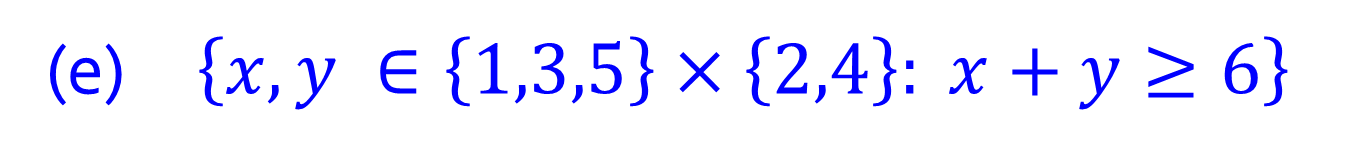 (e) {x, y ∈ {1,3,5} × {2,4}: x + y ≥ 6}